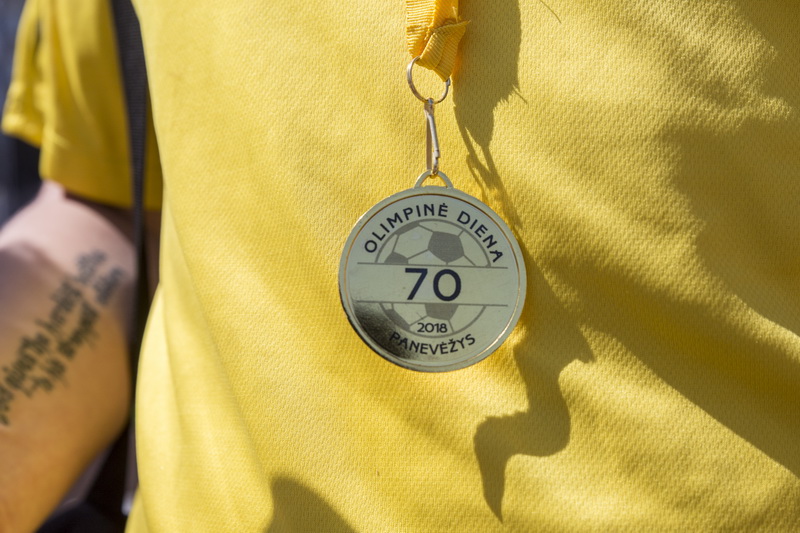 OLIMPINĖ DIENA
70
2018
PANEVĖŽYS